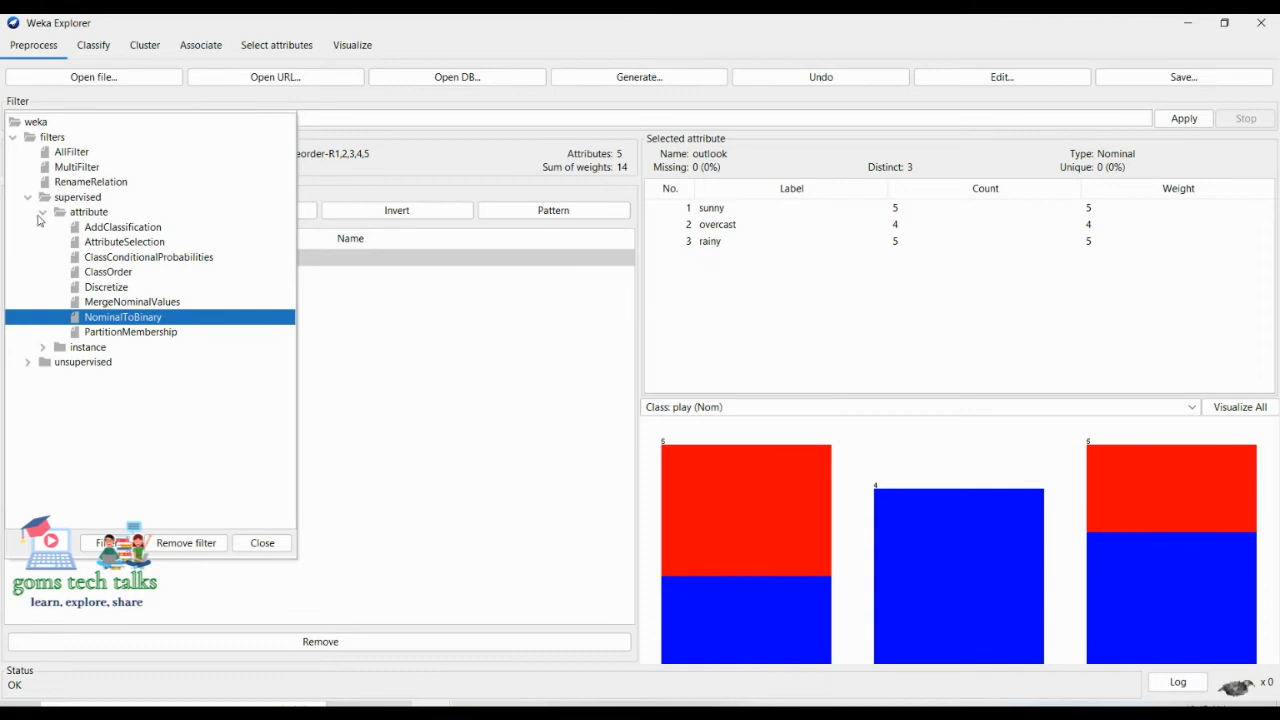 Weka Explorer
Preprocess Classify Cluster Associate Select attributes Visualize
Open file... Open URL... Open DB... Generate... Undo Edit... Save...
Filter
Apply Stop
weka
filters
AllFilter
MultiFilter
RenameRelation
supervised
attribute
AddClassification
AttributeSelection
ClassConditionalProbabilities
ClassOrder
Discretize
MergeNominalValues
NominalToBinary
PartitionMembership
instance
unsupervised
Remove filter Close
eorder-R1,2,3,4,5 Attributes: 5
Sum of weights: 14
Invert Pattern
Name
Remove
Selected attribute
Name: outlook Type: Nominal
Missing: 0 (0%) Distinct: 3 Unique: 0 (0%)
No. Label Count Weight
1 sunny 5 5
2 overcast 4 4
3 rainy 5 5
Class: play (Nom) Visualize All
5
4
5
goms tech talks
learn, explore, share
Status
OK
Log x 0